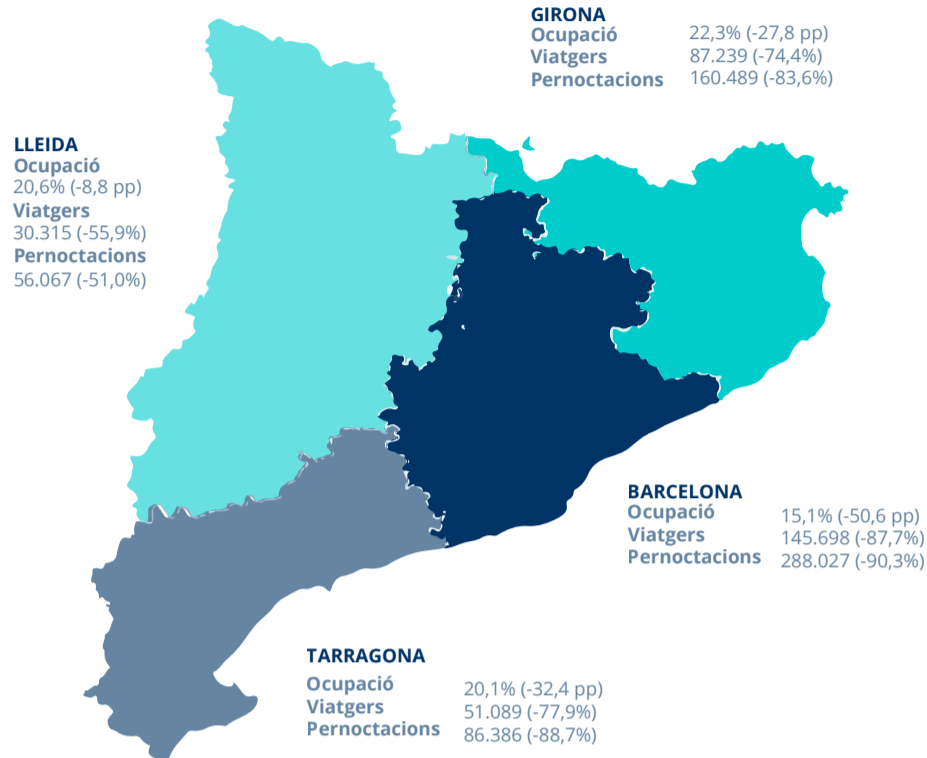 GIRONA
Ocupació 22,3% (-27,8 pp)
Viatgers 87.239 (-74,4%)
Pernoctacions 160.489 (-83,6%)
LLEIDA
Ocupació
20,6% (-8,8 pp)
Viatgers
30.315 (-55,9%)
Pernoctacions
56.067 (-51,0%)
BARCELONA
Ocupació 15,1% (-50,6 pp)
Viatgers 145.698 (-87,7%)
Pernoctacions 288.027 (-90,3%)
TARRAGONA
Ocupació 20,1% (-32,4 pp)
Viatgers 51.089 (-77,9%)
Pernoctacions 86.386 (-88,7%)